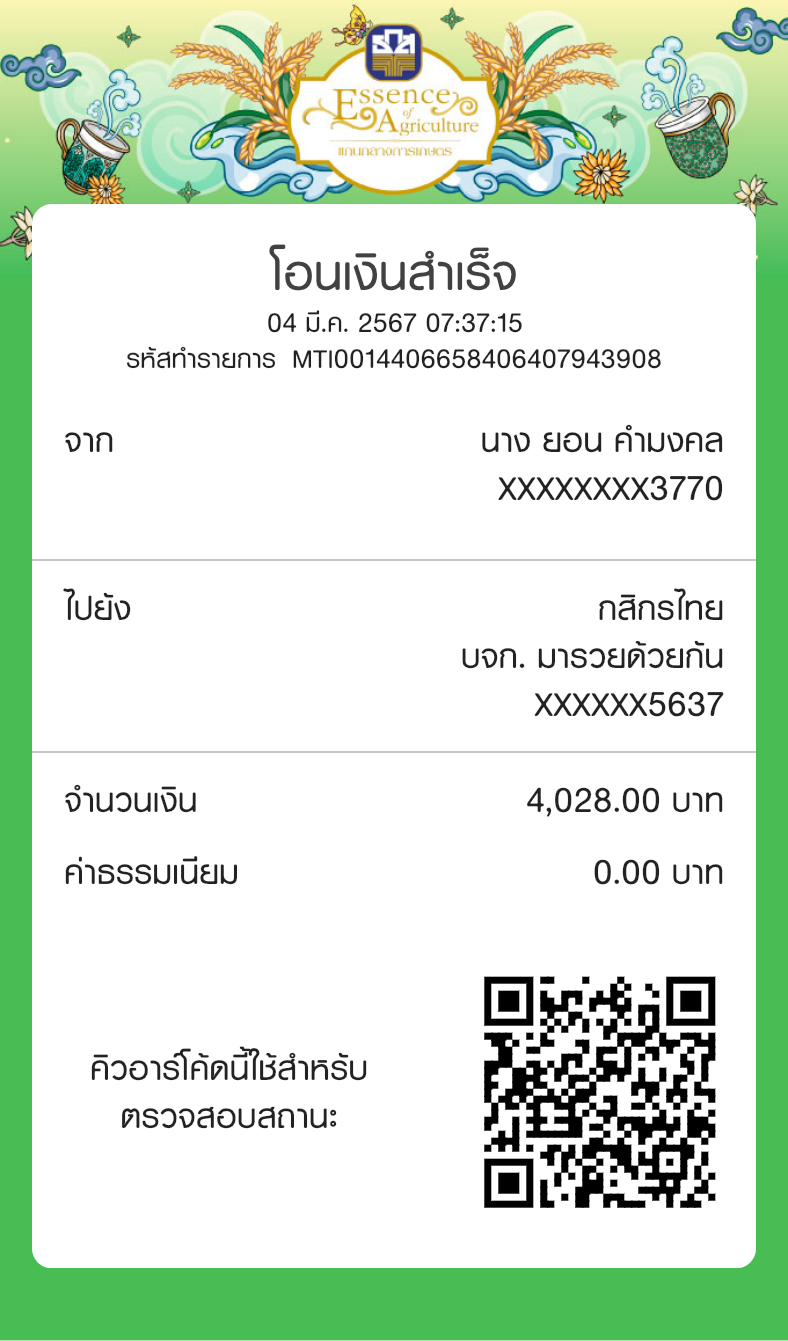 Essence
of
Agriculture
แก่นกลางการเกษตร
โอนเงินสำเร็จ
04 มี.ค. 2567 07:37:15
รหัสทำรายการ MTI0014406658406407943908
จาก นาง ยอน คำมงคล
XXXXXXXX3770
ไปยัง กสิกรไทย
บจก. มารวยด้วยกัน
XXXXXX5637
จำนวนเงิน 4,028.00 บาท
ค่าธรรมเนียม 0.00 บาท
คิวอาร์โค้ดนี้ใช้สำหรับ
ตรวจสอบสถานะ